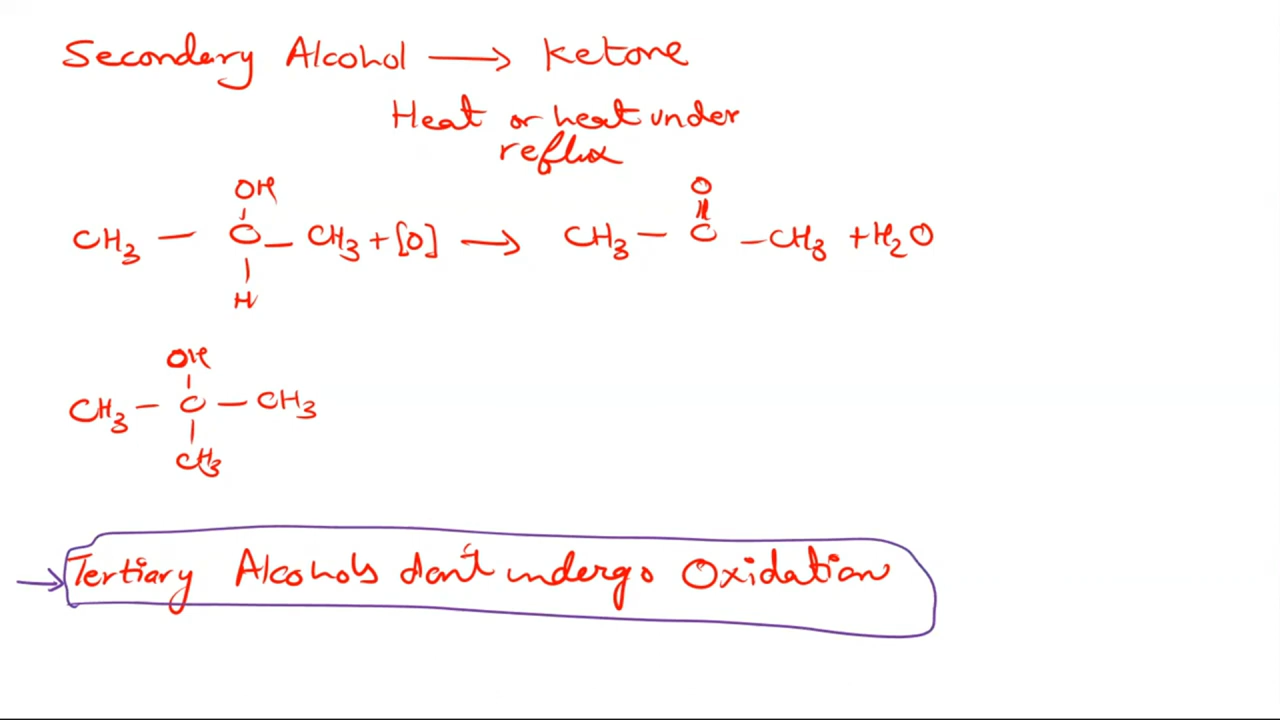 Secondary Alcohol ⟶ Ketone
Heat or heat under
reflux
OH O
CH₃ — C — CH₃ + [O] ⟶ CH₃ — C — CH₃ + H₂O
H
OH
CH₃ — C — CH₃
CH₃
Tertiary Alcohols don't undergo Oxidation